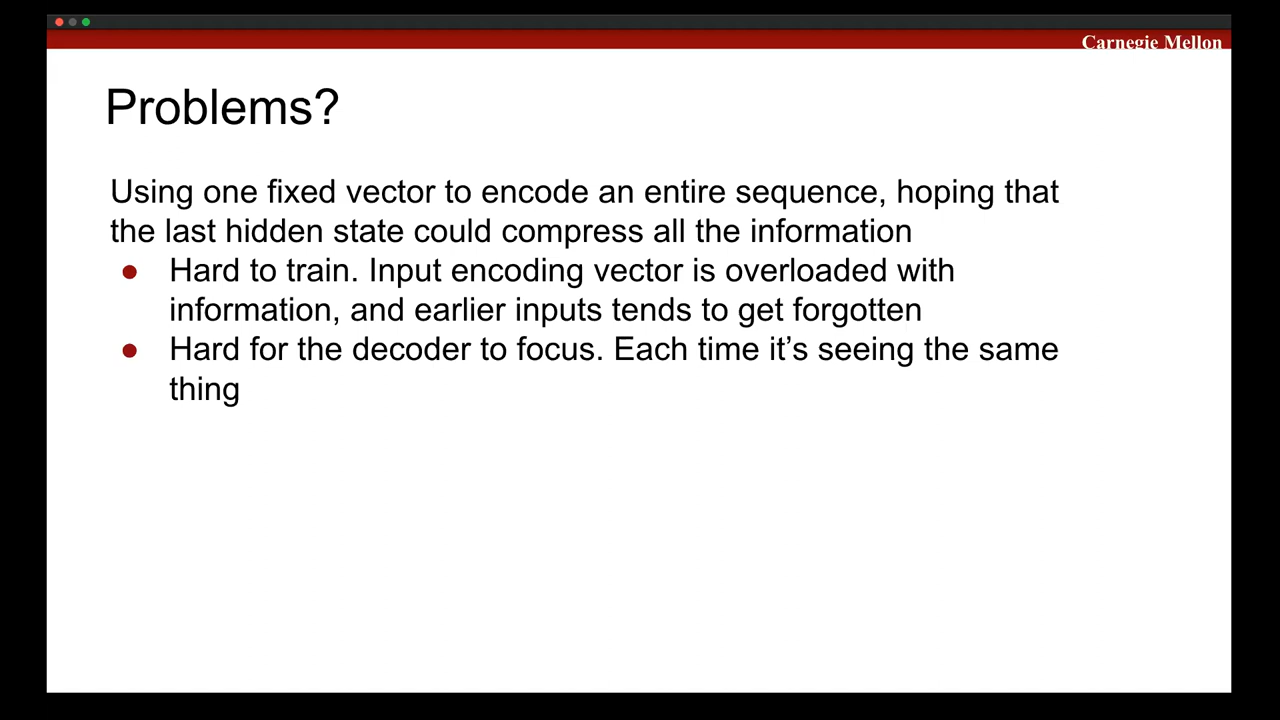 Carnegie Mellon
Problems?
Using one fixed vector to encode an entire sequence, hoping that
the last hidden state could compress all the information
● Hard to train. Input encoding vector is overloaded with
information, and earlier inputs tends to get forgotten
● Hard for the decoder to focus. Each time it’s seeing the same
thing